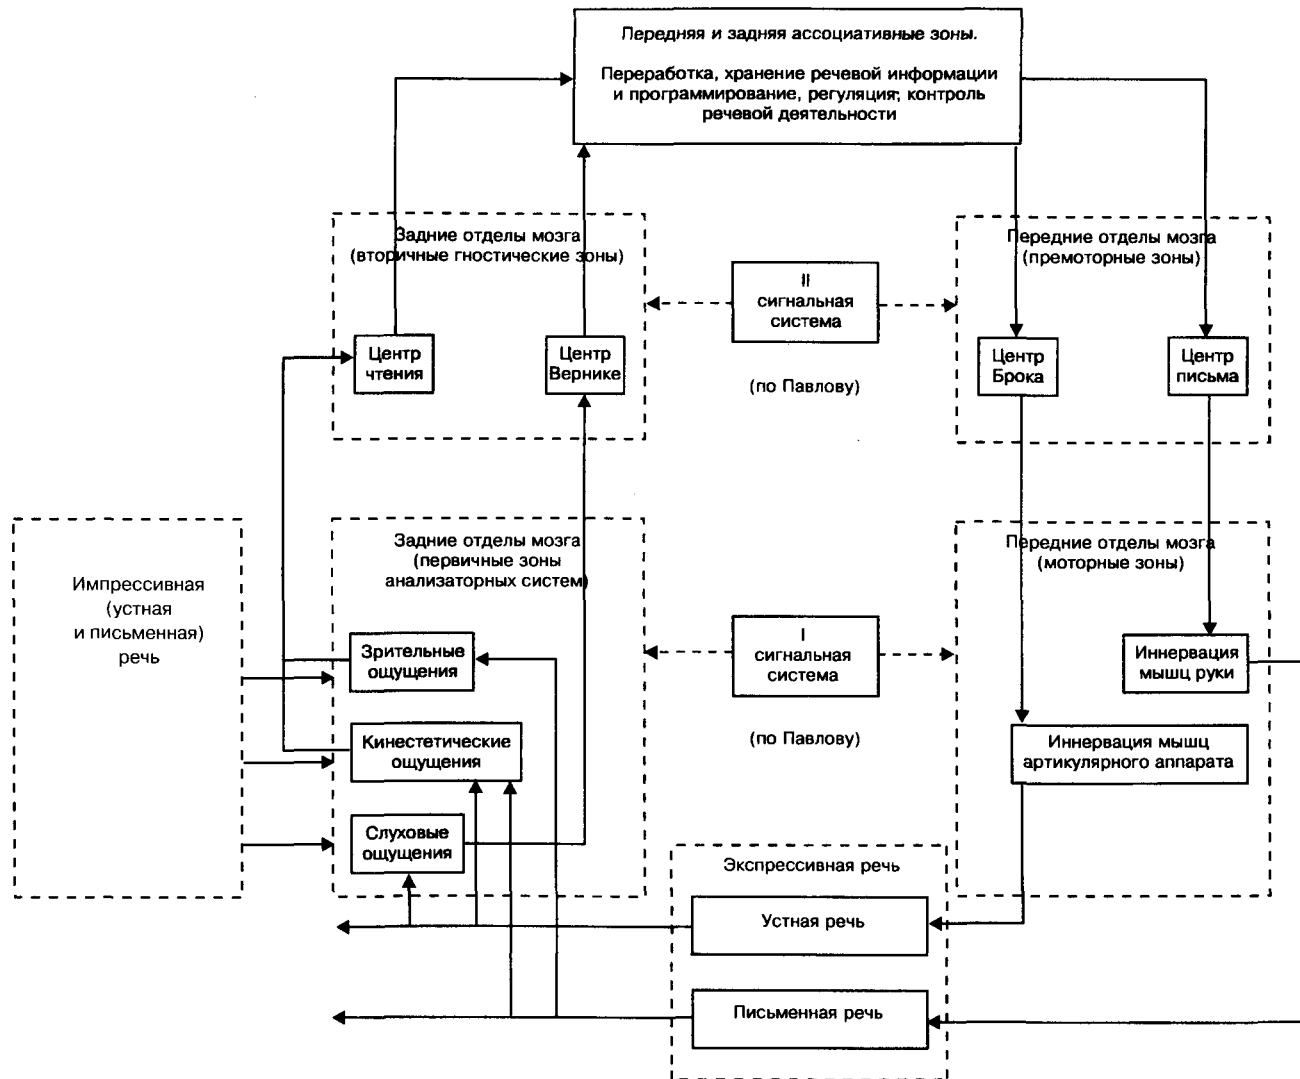 Передняя и задняя ассоциативные зоны.
Переработка, хранение речевой информации
и программирование, регуляция; контроль
речевой деятельности
Задние отделы мозга
(вторичные гностические зоны)
Передние отделы мозга
(премоторные зоны)
II
сигнальная
система
(по Павлову)
Центр
чтения
Центр
Вернике
Центр
Брока
Центр
письма
Импрессивная
(устная
и письменная)
речь
Задние отделы мозга
(первичные зоны
анализаторных систем)
Передние отделы мозга
(моторные зоны)
I
сигнальная
система
(по Павлову)
Зрительные
ощущения
Кинестетические
ощущения
Слуховые
ощущения
Иннервация
мышц руки
Иннервация мышц
артикулярного аппарата
Экспрессивная речь
Устная речь
Письменная речь